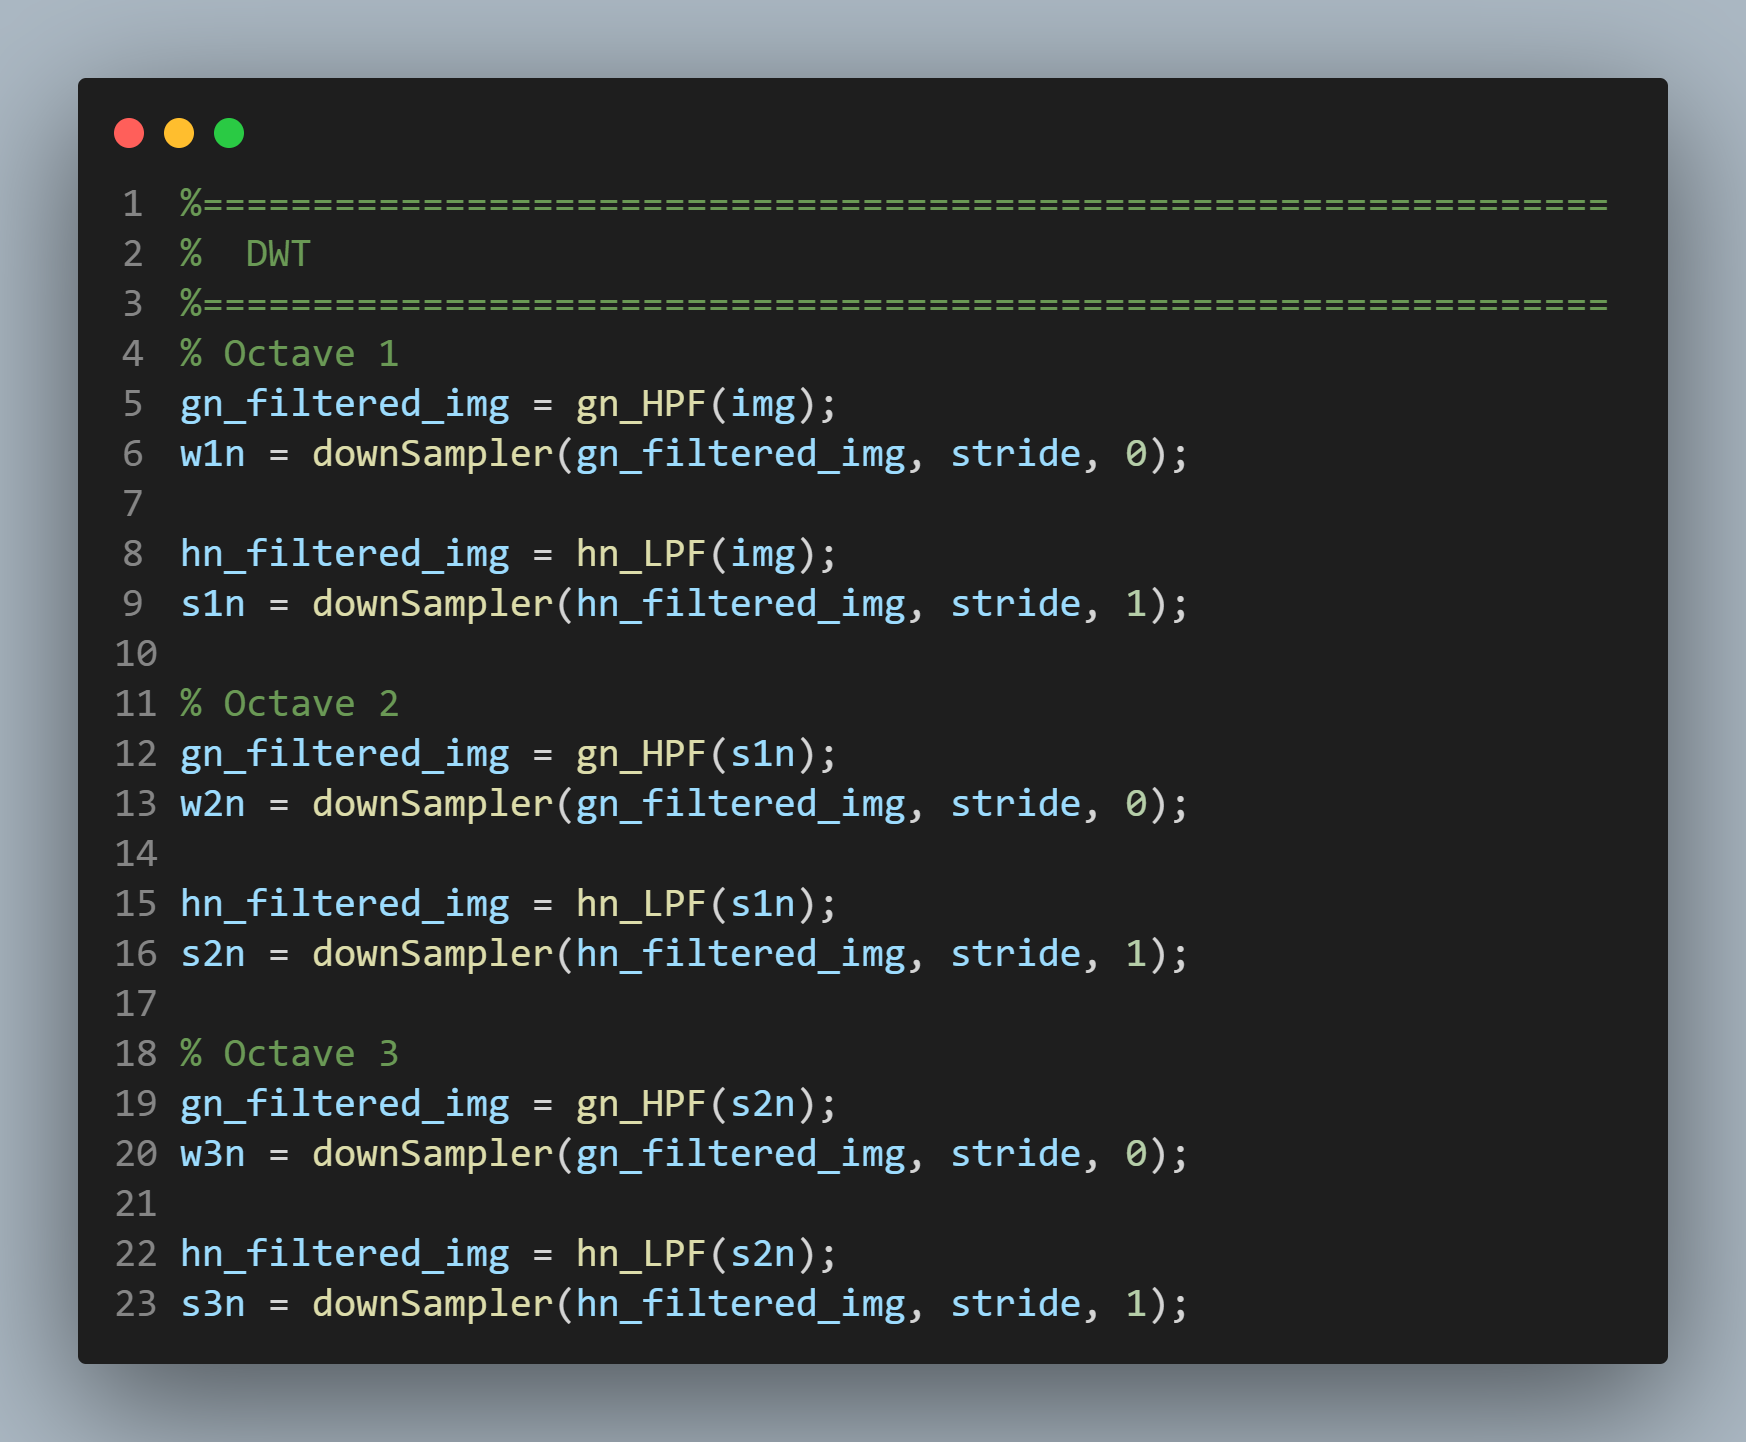 1 %================================================================
2 %  DWT
3 %================================================================
4 % Octave 1
5 gn_filtered_img = gn_HPF(img);
6 w1n = downSampler(gn_filtered_img, stride, 0);
7
8 hn_filtered_img = hn_LPF(img);
9 s1n = downSampler(hn_filtered_img, stride, 1);
10
11 % Octave 2
12 gn_filtered_img = gn_HPF(s1n);
13 w2n = downSampler(gn_filtered_img, stride, 0);
14
15 hn_filtered_img = hn_LPF(s1n);
16 s2n = downSampler(hn_filtered_img, stride, 1);
17
18 % Octave 3
19 gn_filtered_img = gn_HPF(s2n);
20 w3n = downSampler(gn_filtered_img, stride, 0);
21
22 hn_filtered_img = hn_LPF(s2n);
23 s3n = downSampler(hn_filtered_img, stride, 1);